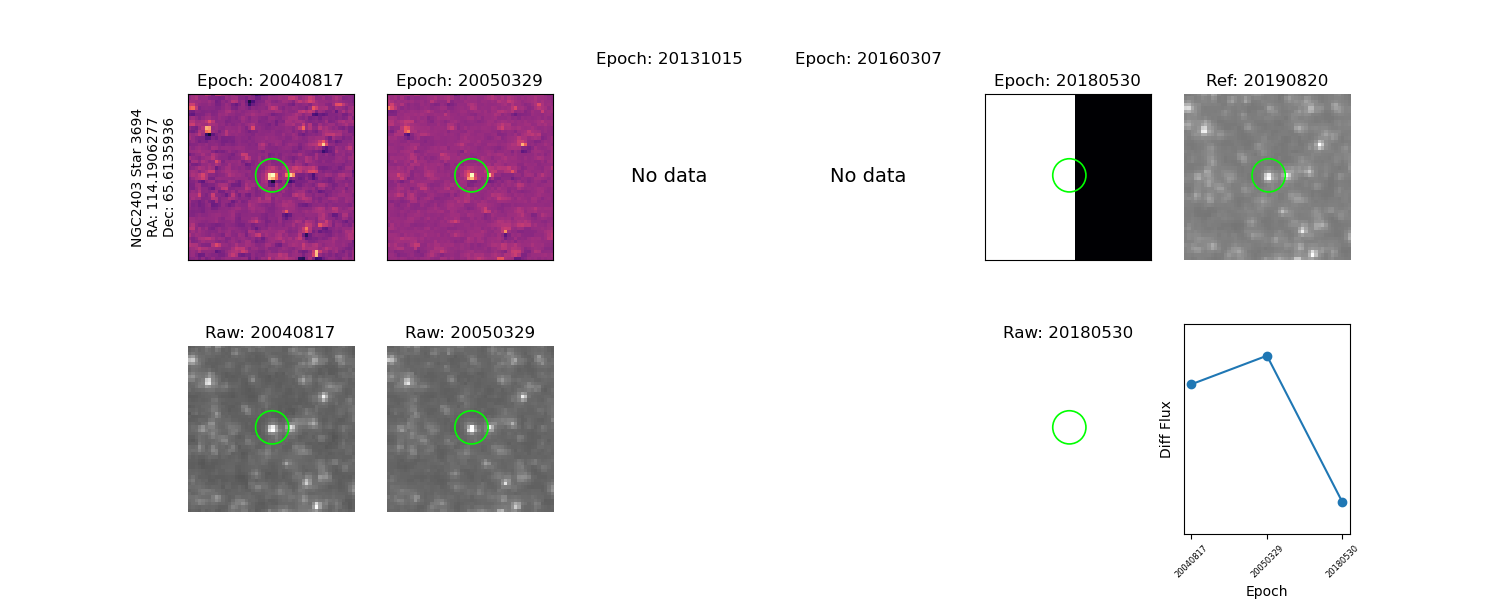 Epoch: 20040817
Epoch: 20050329
Epoch: 20131015
Epoch: 20160307
Epoch: 20180530
Ref: 20190820
NGC2403 Star 3694
RA: 114.1906277
Dec: 65.6135936
No data
No data
Raw: 20040817
Raw: 20050329
Raw: 20180530
Diff Flux
20040817
20050329
20180530
Epoch